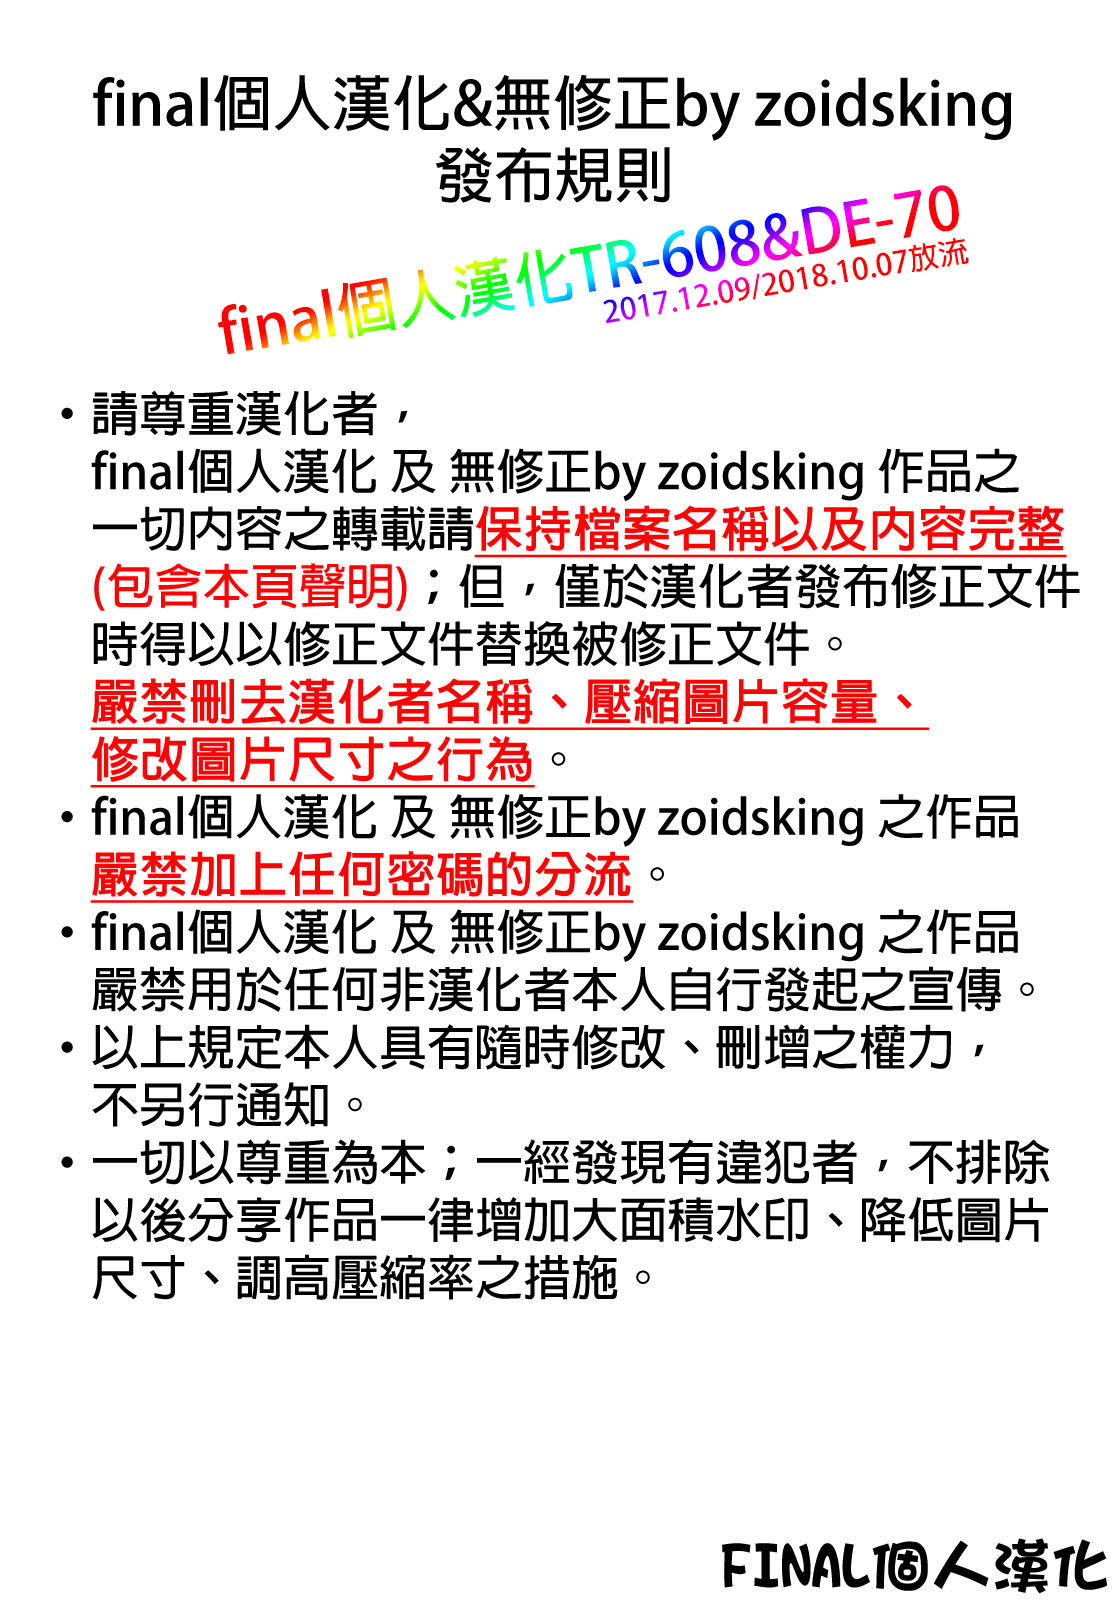 final個人漢化&無修正by zoidsking
發布規則
final個人漢化TR-608&DE-70
2017.12.09/2018.10.07放流
・請尊重漢化者，
final個人漢化 及 無修正by zoidsking 作品之
一切內容之轉載請保持檔案名稱以及內容完整
(包含本頁聲明)；但，僅於漢化者發布修正文件
時得以以修正文件替換被修正文件。
嚴禁刪去漢化者名稱、壓縮圖片容量、
修改圖片尺寸之行為。
・final個人漢化 及 無修正by zoidsking 之作品
嚴禁加上任何密碼的分流。
・final個人漢化 及 無修正by zoidsking 之作品
嚴禁用於任何非漢化者本人自行發起之宣傳。
・以上規定本人具有隨時修改、刪增之權力，
不另行通知。
・一切以尊重為本；一經發現有違犯者，不排除
以後分享作品一律增加大面積水印、降低圖片
尺寸、調高壓縮率之措施。
FINAL個人漢化